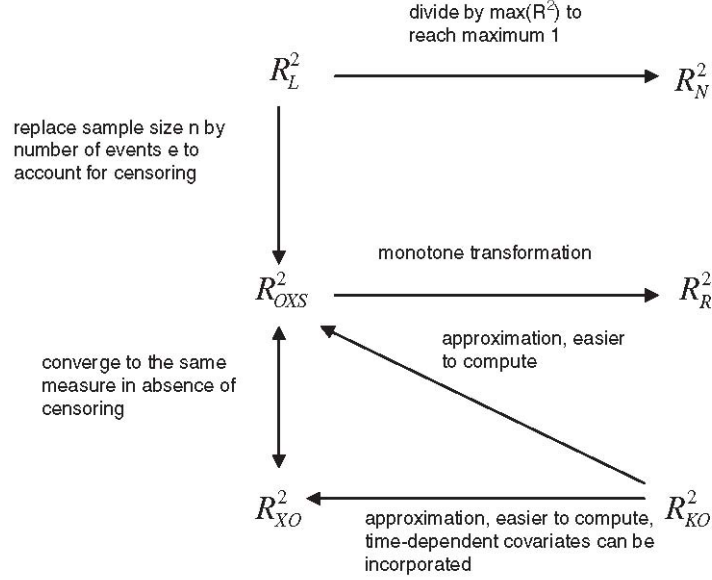 divide by max(R²) to
reach maximum 1
R²_L
R²_N
replace sample size n by
number of events e to
account for censoring
monotone transformation
R²_OXS
R²_R
approximation, easier
to compute
converge to the same
measure in absence of
censoring
R²_XO
R²_KO
approximation, easier to compute,
time-dependent covariates can be
incorporated